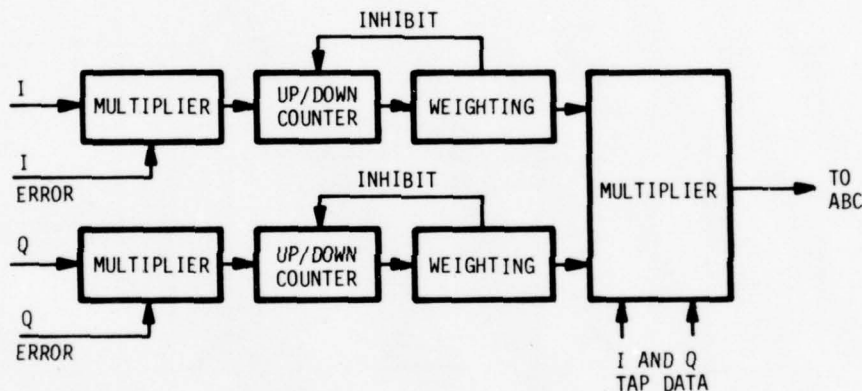 INHIBIT
I
MULTIPLIER
UP/DOWN
COUNTER
WEIGHTING
I
ERROR
MULTIPLIER
TO
ABC
INHIBIT
Q
MULTIPLIER
UP/DOWN
COUNTER
WEIGHTING
Q
ERROR
I AND Q
TAP DATA